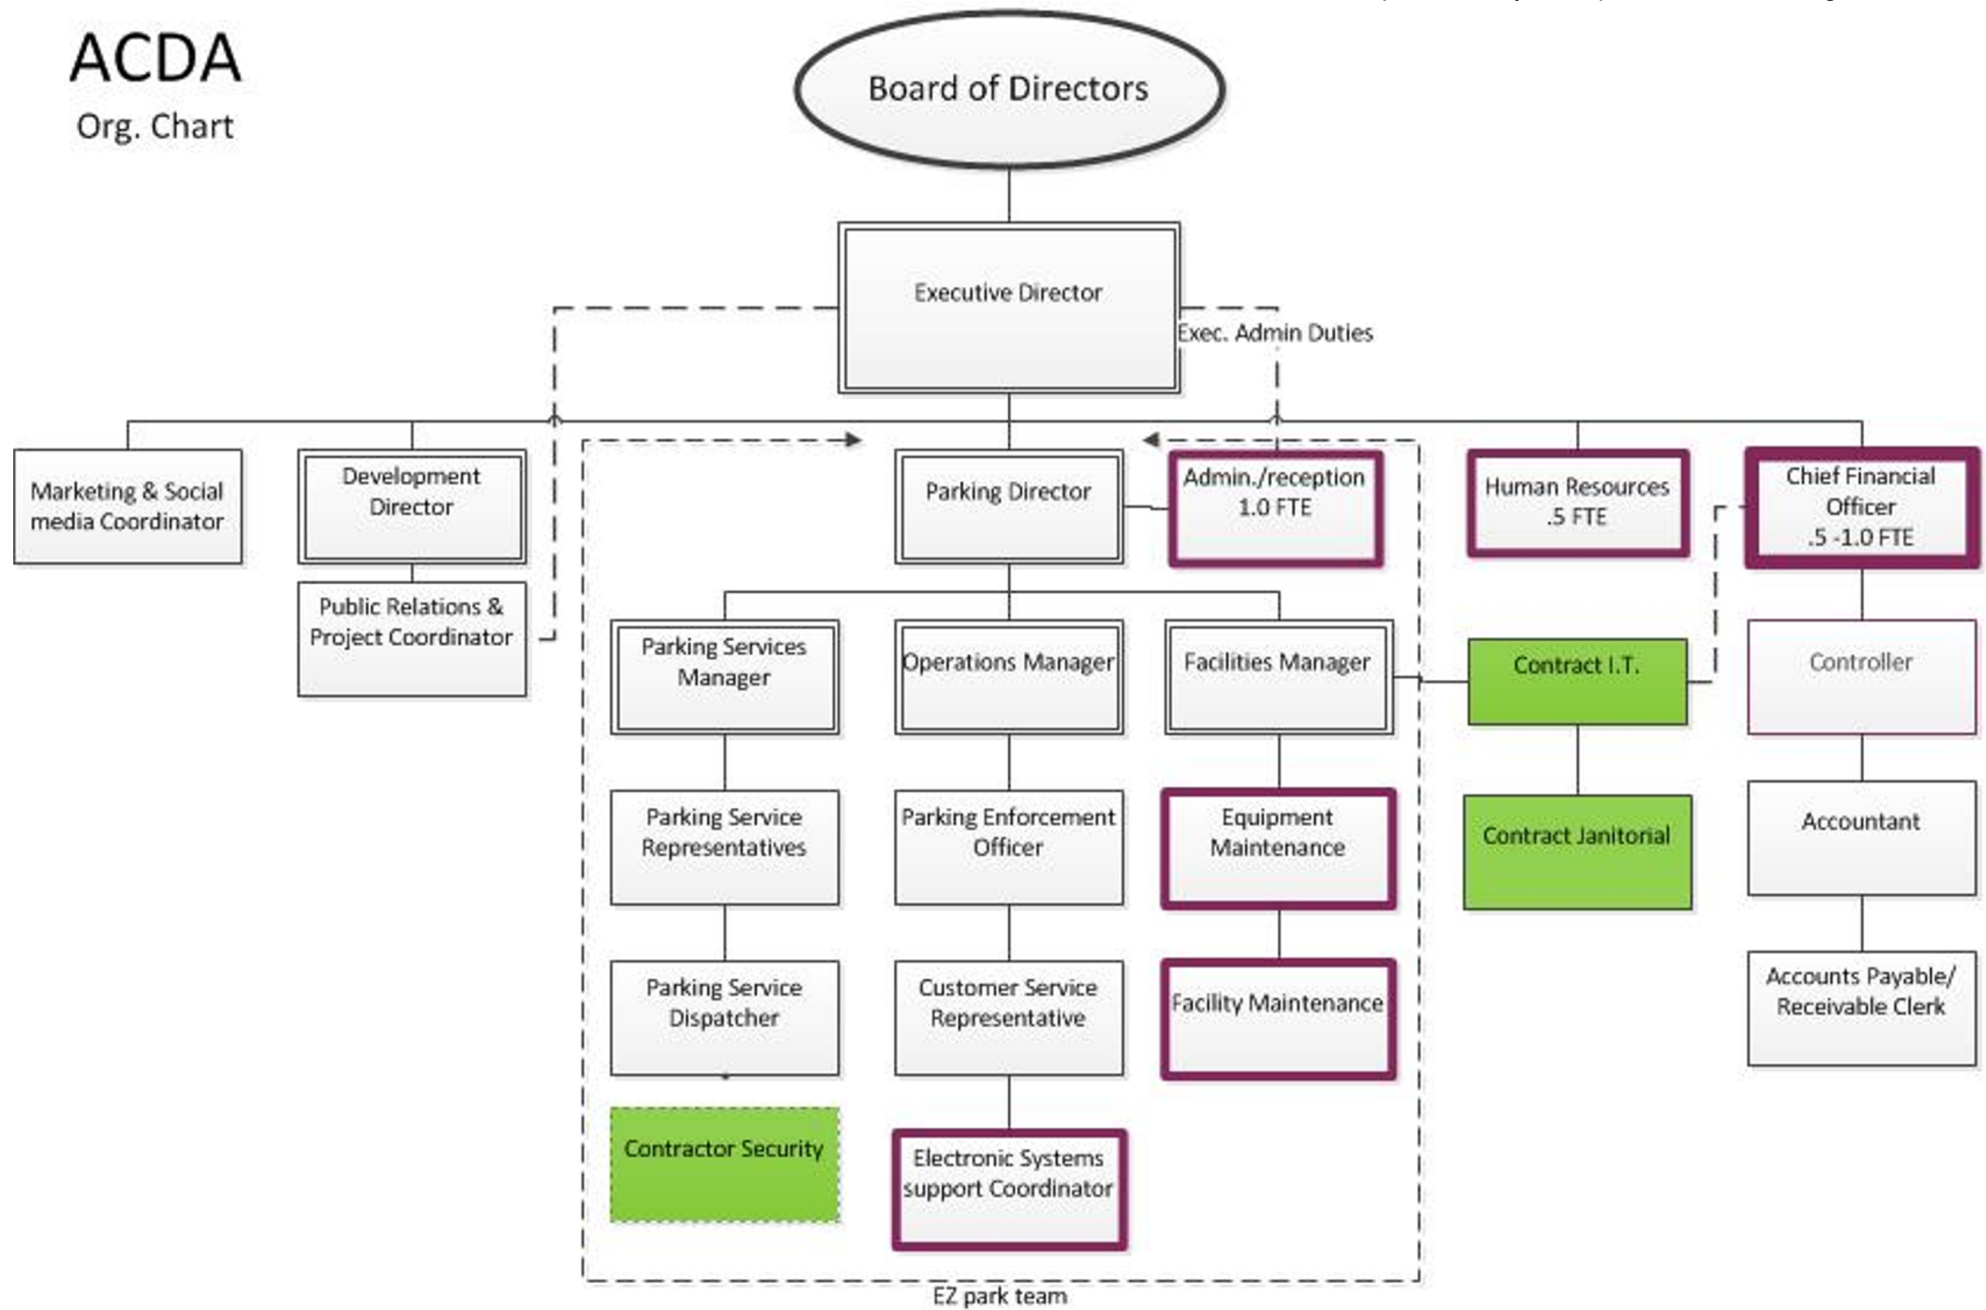 ACDA
Org. Chart
Board of Directors
Executive Director
Exec. Admin Duties
Marketing & Social
media Coordinator
Development
Director
Parking Director
Admin./reception
1.0 FTE
Human Resources
.5 FTE
Chief Financial
Officer
.5 -1.0 FTE
Public Relations &
Project Coordinator
Parking Services
Manager
Operations Manager
Facilities Manager
Contract I.T.
Controller
Parking Service
Representatives
Parking Enforcement
Officer
Equipment
Maintenance
Contract Janitorial
Accountant
Parking Service
Dispatcher
Customer Service
Representative
Facility Maintenance
Accounts Payable/
Receivable Clerk
Contractor Security
Electronic Systems
support Coordinator
EZ park team